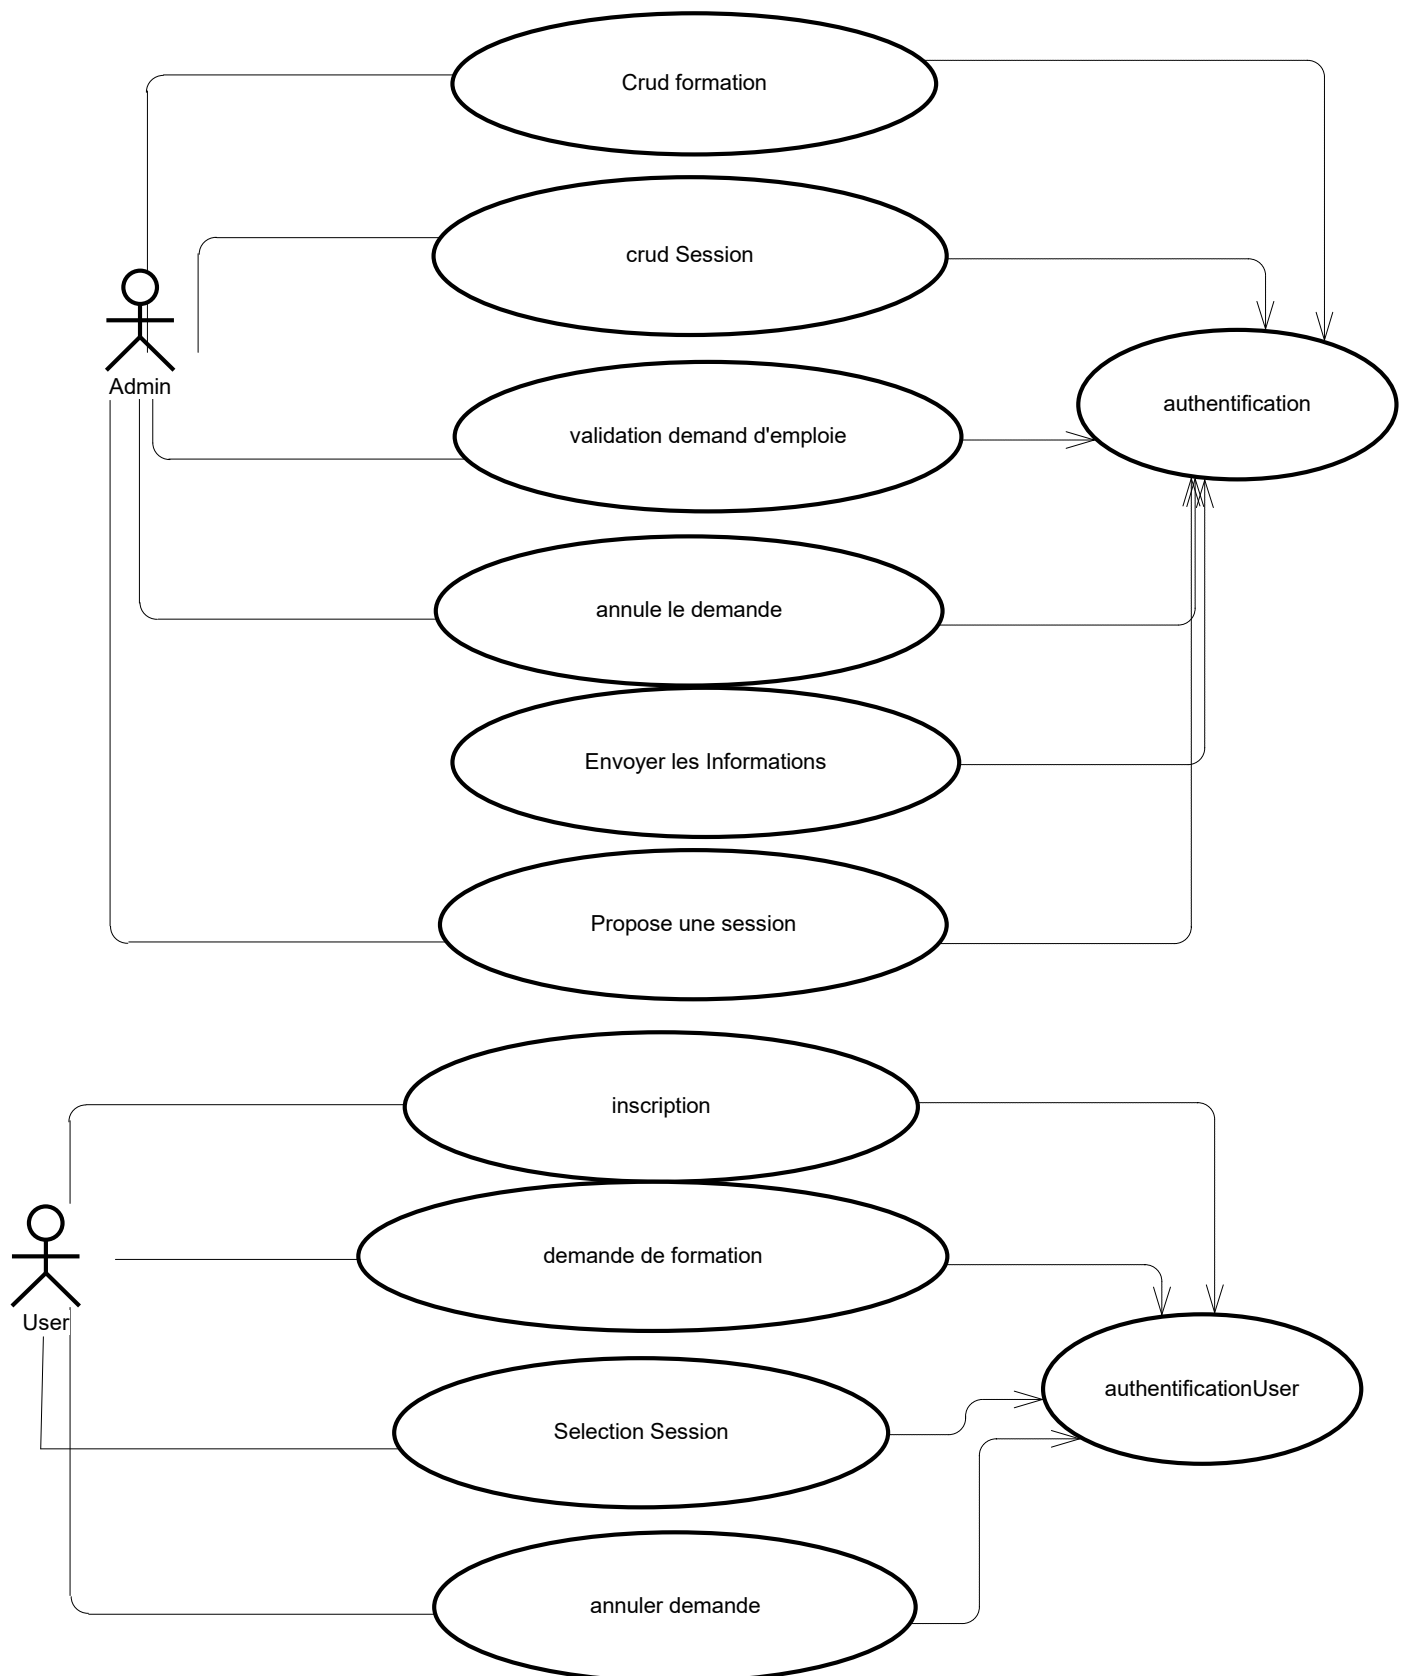 Crud formation
crud Session
Admin
authentification
validation demand d'emploie
annule le demande
Envoyer les Informations
Propose une session
inscription
demande de formation
User
authentificationUser
Selection Session
annuler demande